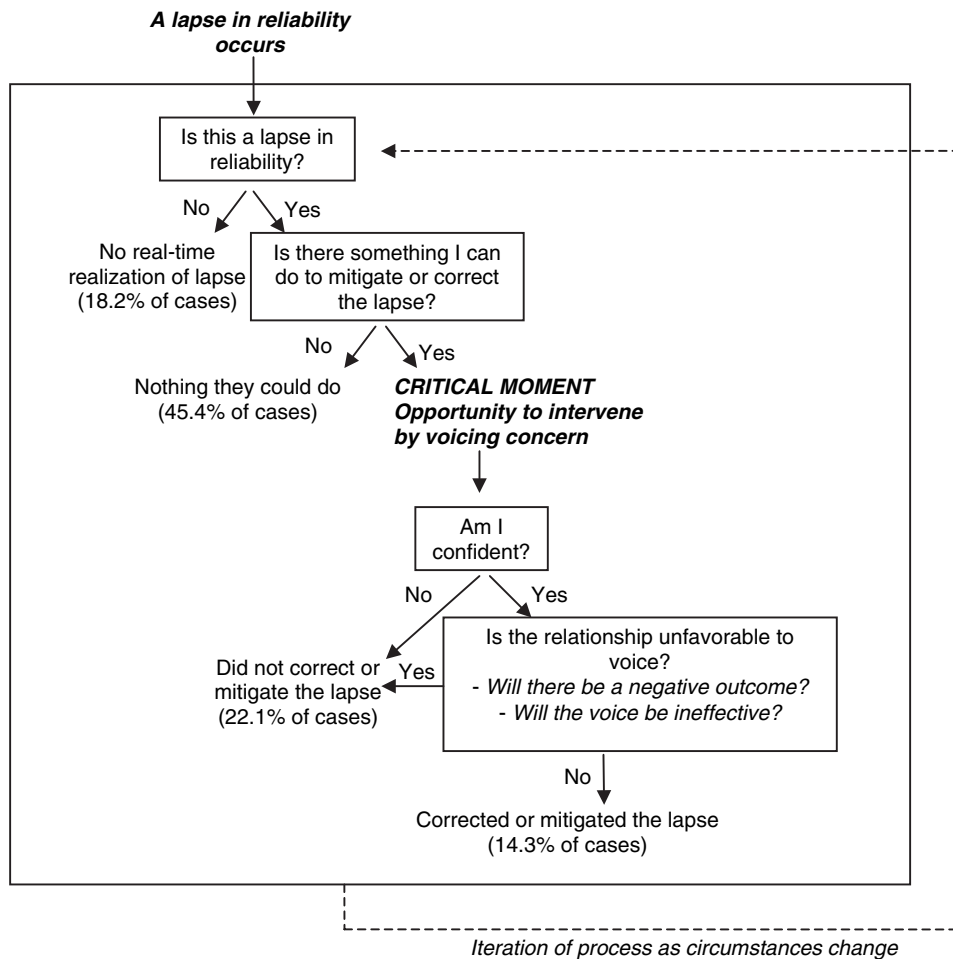 A lapse in reliability
occurs
Is this a lapse in
reliability?
No
Yes
No real-time
realization of lapse
(18.2% of cases)
Is there something I can
do to mitigate or correct
the lapse?
No
Yes
Nothing they could do
(45.4% of cases)
CRITICAL MOMENT
Opportunity to intervene
by voicing concern
Am I
confident?
No
Yes
Is the relationship unfavorable to
voice?
- Will there be a negative outcome?
- Will the voice be ineffective?
Yes
Did not correct or
mitigate the lapse
(22.1% of cases)
No
Corrected or mitigated the lapse
(14.3% of cases)
Iteration of process as circumstances change